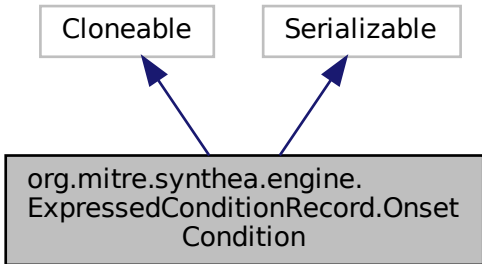 Cloneable
Serializable
org.mitre.synthea.engine.
ExpressedConditionRecord.Onset
Condition